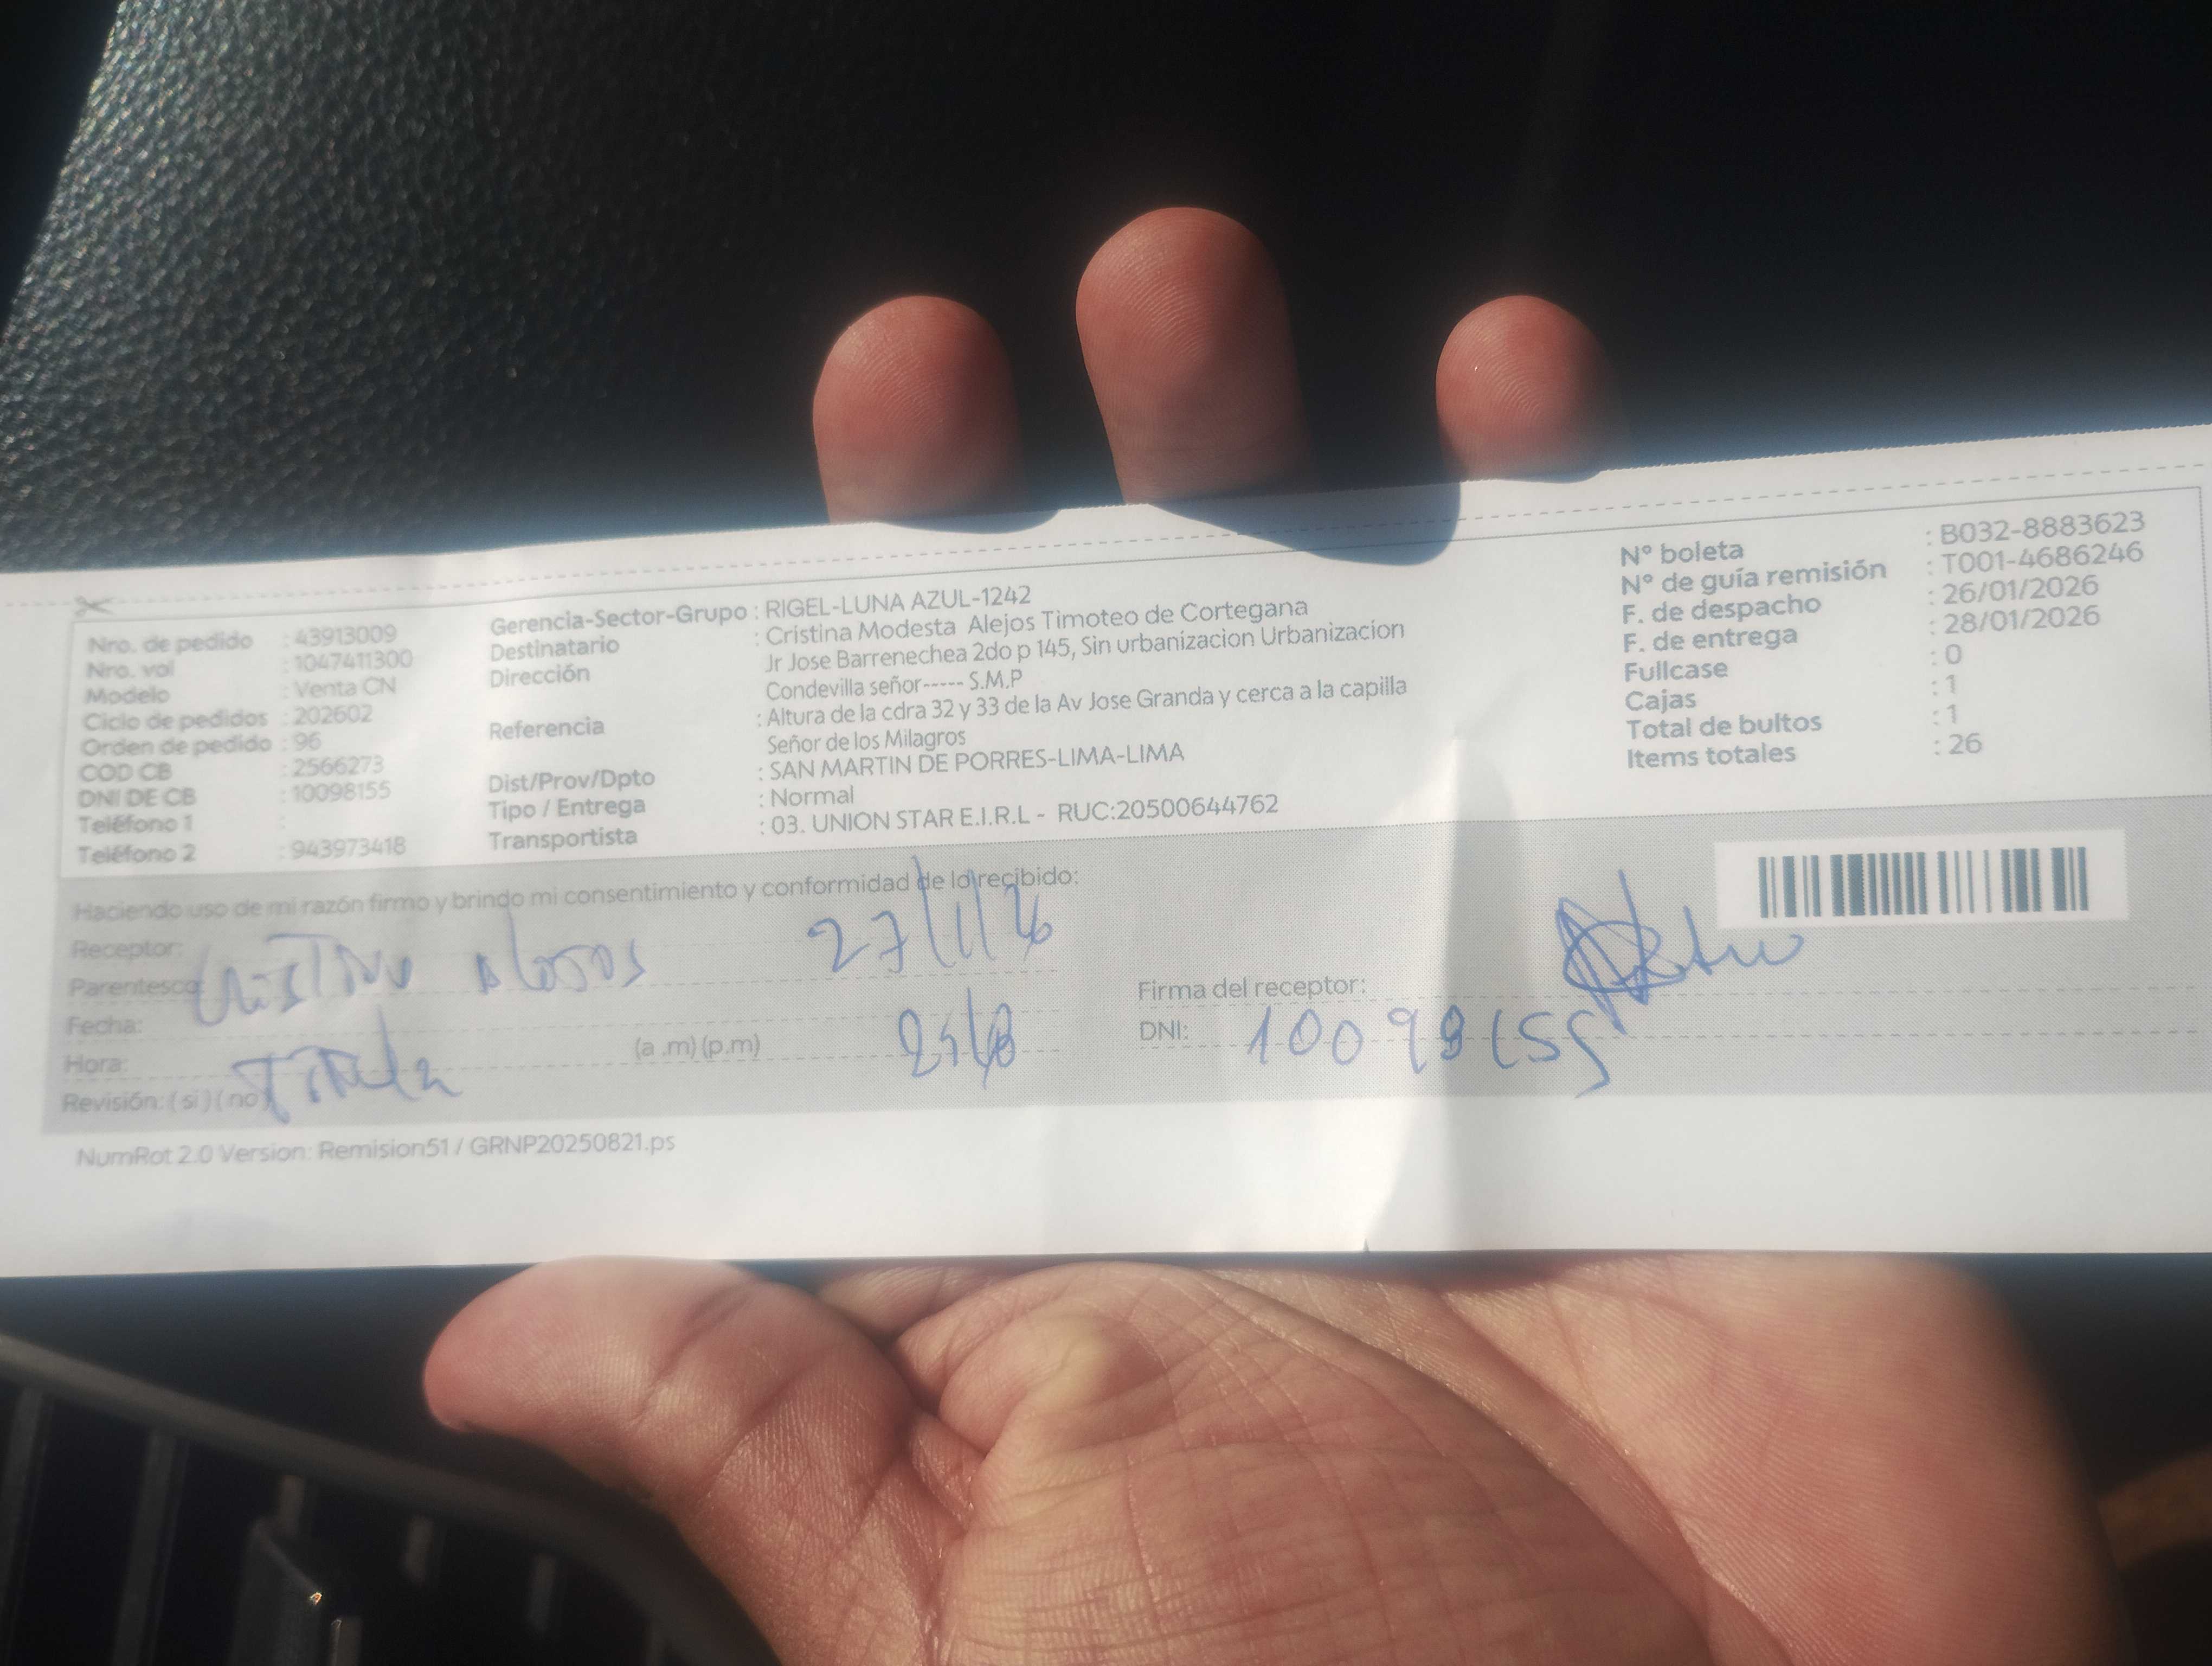 Nro. de pedido : 43913009
Nro. vol : 1047411300
Modelo : Venta CN
Ciclo de pedidos : 202602
Orden de pedido : 96
COD CB : 2566273
DNI DE CB : 10098155
Teléfono 1 :
Teléfono 2 : 943973418
Gerencia-Sector-Grupo : RIGEL-LUNA AZUL-1242
Destinatario : Cristina Modesta Alejos Timoteo de Cortegana
Dirección Jr Jose Barrenechea 2do p 145, Sin urbanizacion Urbanizacion
Condevilla señor----- S.M.P
Referencia : Altura de la cdra 32 y 33 de la Av Jose Granda y cerca a la capilla
Señor de los Milagros
Dist/Prov/Dpto : SAN MARTIN DE PORRES-LIMA-LIMA
Tipo / Entrega : Normal
Transportista : 03. UNION STAR E.I.R.L - RUC:20500644762
N° boleta : B032-8883623
N° de guía remisión : T001-4686246
F. de despacho : 26/01/2026
F. de entrega : 28/01/2026
Fullcase : 0
Cajas : 1
Total de bultos : 1
Items totales : 26
Haciendo uso de mi razón firmo y brindo mi consentimiento y conformidad de lo recibido:
Receptor: 27/1/26
Parentesco:
Fecha:
Hora: (a .m) (p.m)
Revisión: ( si ) ( no )
Titula
Firma del receptor:
DNI: 10098155
NumRot 2.0 Version: Remision51 / GRNP20250821.ps